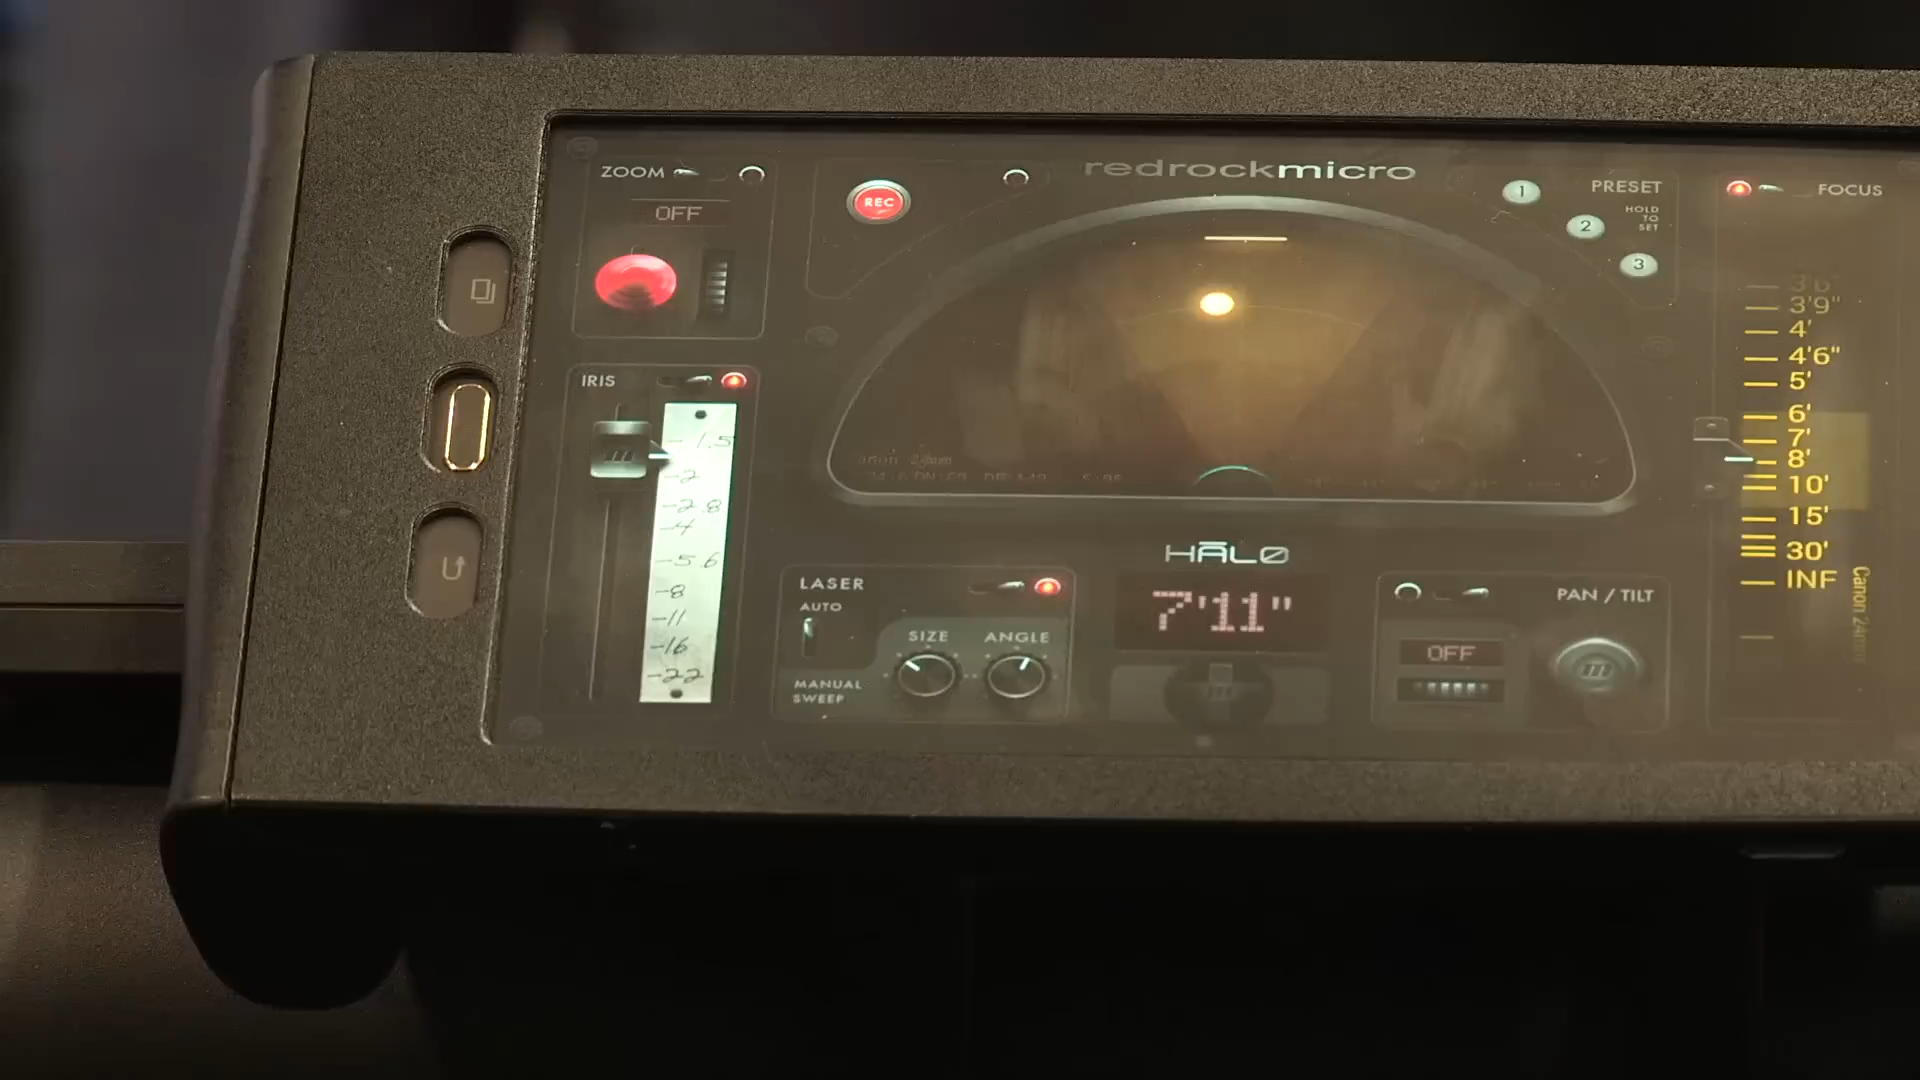 redrockmicro
ZOOM
OFF
REC
1
2
3
PRESET
HOLD
TO
SET
FOCUS
3'9"
4'
4'6"
5'
6'
7'
8'
10'
15'
30'
INF
Canon 24mm
IRIS
-1.5
-2
-2.8
-4
-5.6
-8
-11
-16
-22
LASER
AUTO
MANUAL
SWEEP
SIZE
ANGLE
HĀLØ
7'11"
PAN / TILT
OFF